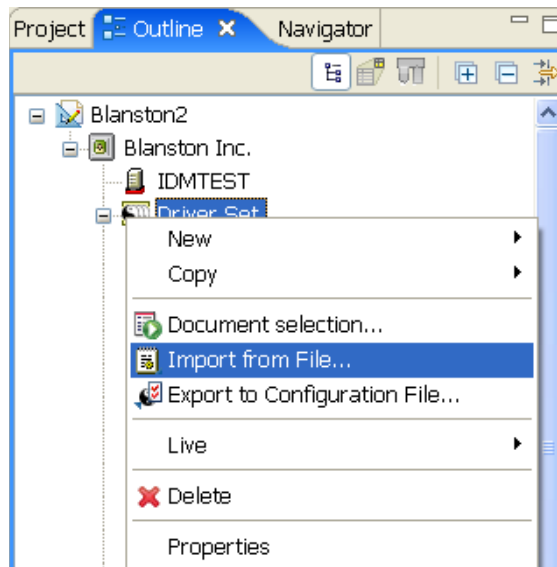 Project Outline Navigator
Blanston2
Blanston Inc.
IDMTEST
Driver Set
New
Copy
Document selection...
Import from File...
Export to Configuration File...
Live
Delete
Properties